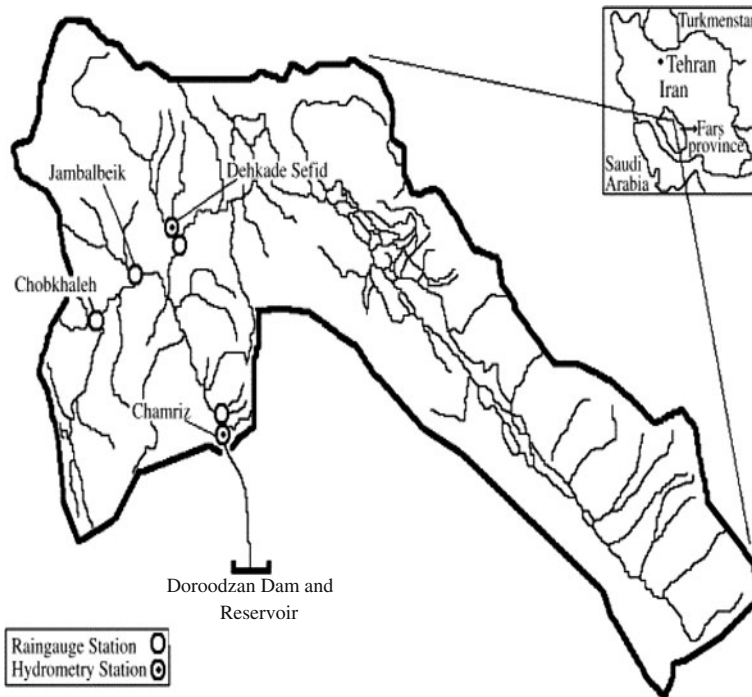 Turkmenstan
Tehran
Iran
Fars
province
Saudi
Arabia
Jambalbeik
Dehkade Sefid
Chobkhaleh
Chamriz
Doroodzan Dam and
Reservoir
Raingauge Station
Hydrometry Station